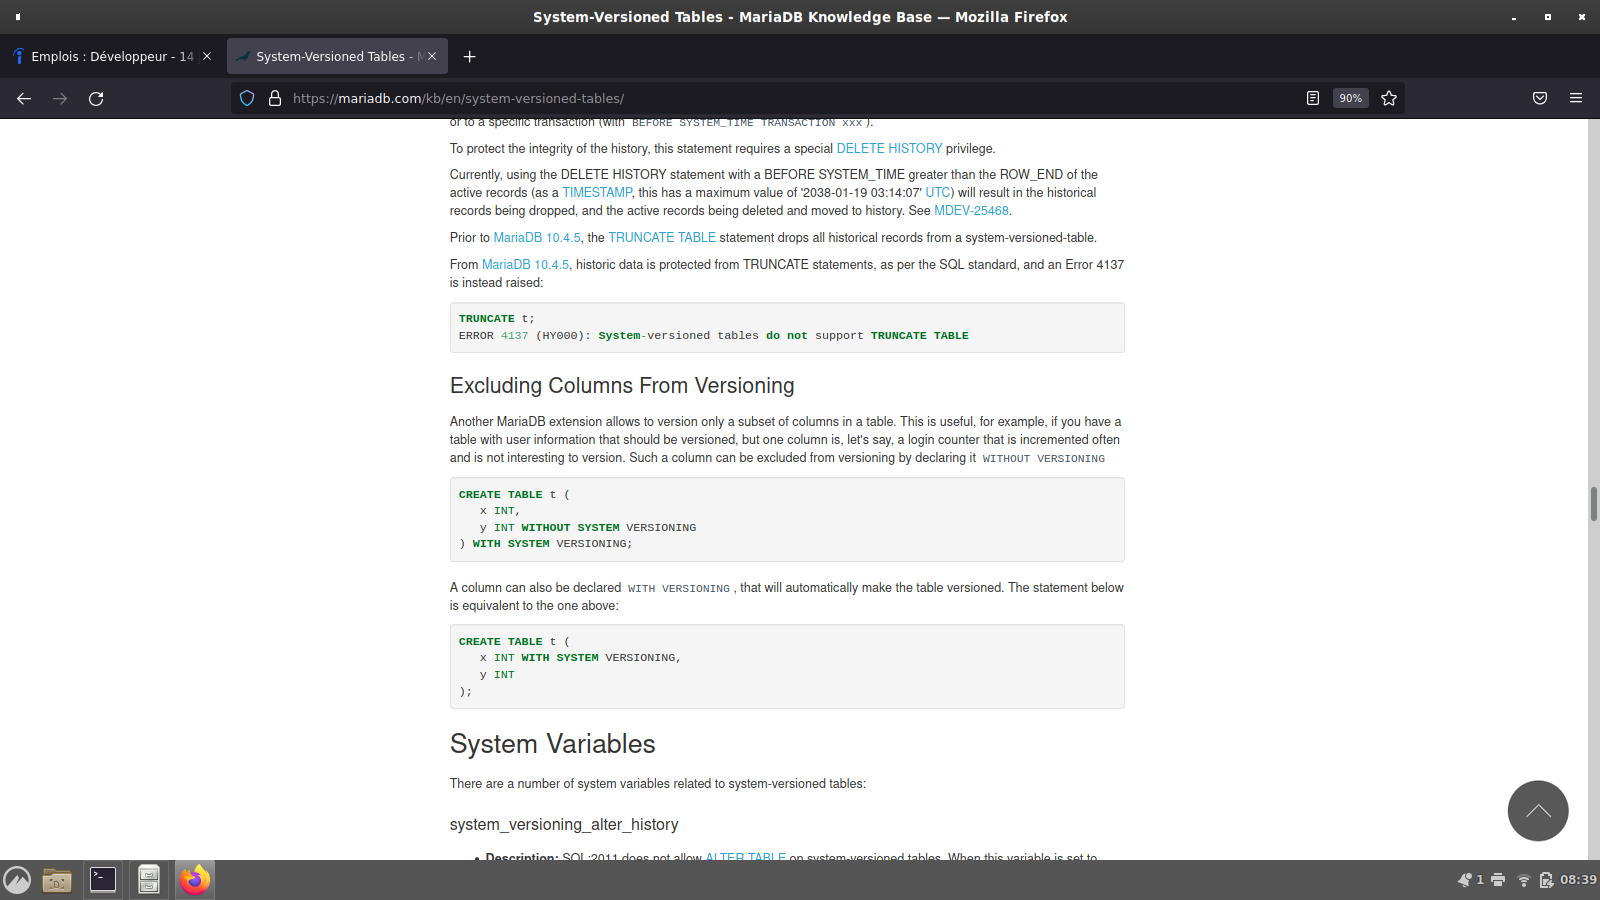 System-Versioned Tables - MariaDB Knowledge Base — Mozilla Firefox
Emplois : Développeur - 14
System-Versioned Tables -
https://mariadb.com/kb/en/system-versioned-tables/
90%
or to a specific transaction (with BEFORE SYSTEM_TIME TRANSACTION xxx ).
To protect the integrity of the history, this statement requires a special DELETE HISTORY privilege.
Currently, using the DELETE HISTORY statement with a BEFORE SYSTEM_TIME greater than the ROW_END of the
active records (as a TIMESTAMP, this has a maximum value of '2038-01-19 03:14:07' UTC) will result in the historical
records being dropped, and the active records being deleted and moved to history. See MDEV-25468.
Prior to MariaDB 10.4.5, the TRUNCATE TABLE statement drops all historical records from a system-versioned-table.
From MariaDB 10.4.5, historic data is protected from TRUNCATE statements, as per the SQL standard, and an Error 4137
is instead raised:
TRUNCATE t;
ERROR 4137 (HY000): System-versioned tables do not support TRUNCATE TABLE
Excluding Columns From Versioning
Another MariaDB extension allows to version only a subset of columns in a table. This is useful, for example, if you have a
table with user information that should be versioned, but one column is, let's say, a login counter that is incremented often
and is not interesting to version. Such a column can be excluded from versioning by declaring it WITHOUT VERSIONING
CREATE TABLE t (
x INT,
y INT WITHOUT SYSTEM VERSIONING
) WITH SYSTEM VERSIONING;
A column can also be declared WITH VERSIONING , that will automatically make the table versioned. The statement below
is equivalent to the one above:
CREATE TABLE t (
x INT WITH SYSTEM VERSIONING,
y INT
);
System Variables
There are a number of system variables related to system-versioned tables:
system_versioning_alter_history
• Description: SQL:2011 does not allow ALTER TABLE on system-versioned tables. When this variable is set to
1
08:39